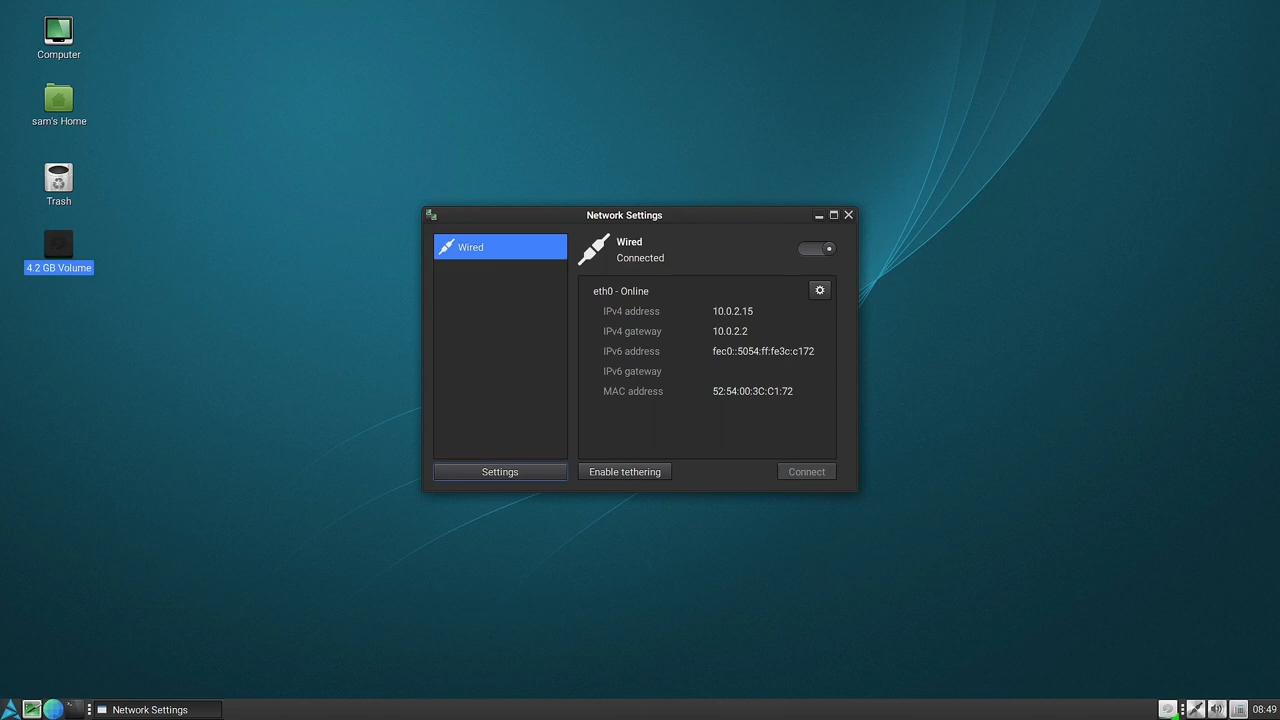 Computer
sam's Home
Trash
4.2 GB Volume
Network Settings
Wired
Wired
Connected
eth0 - Online
IPv4 address 10.0.2.15
IPv4 gateway 10.0.2.2
IPv6 address fec0::5054:ff:fe3c:c172
IPv6 gateway
MAC address 52:54:00:3C:C1:72
Settings
Enable tethering
Connect
Network Settings
08:49